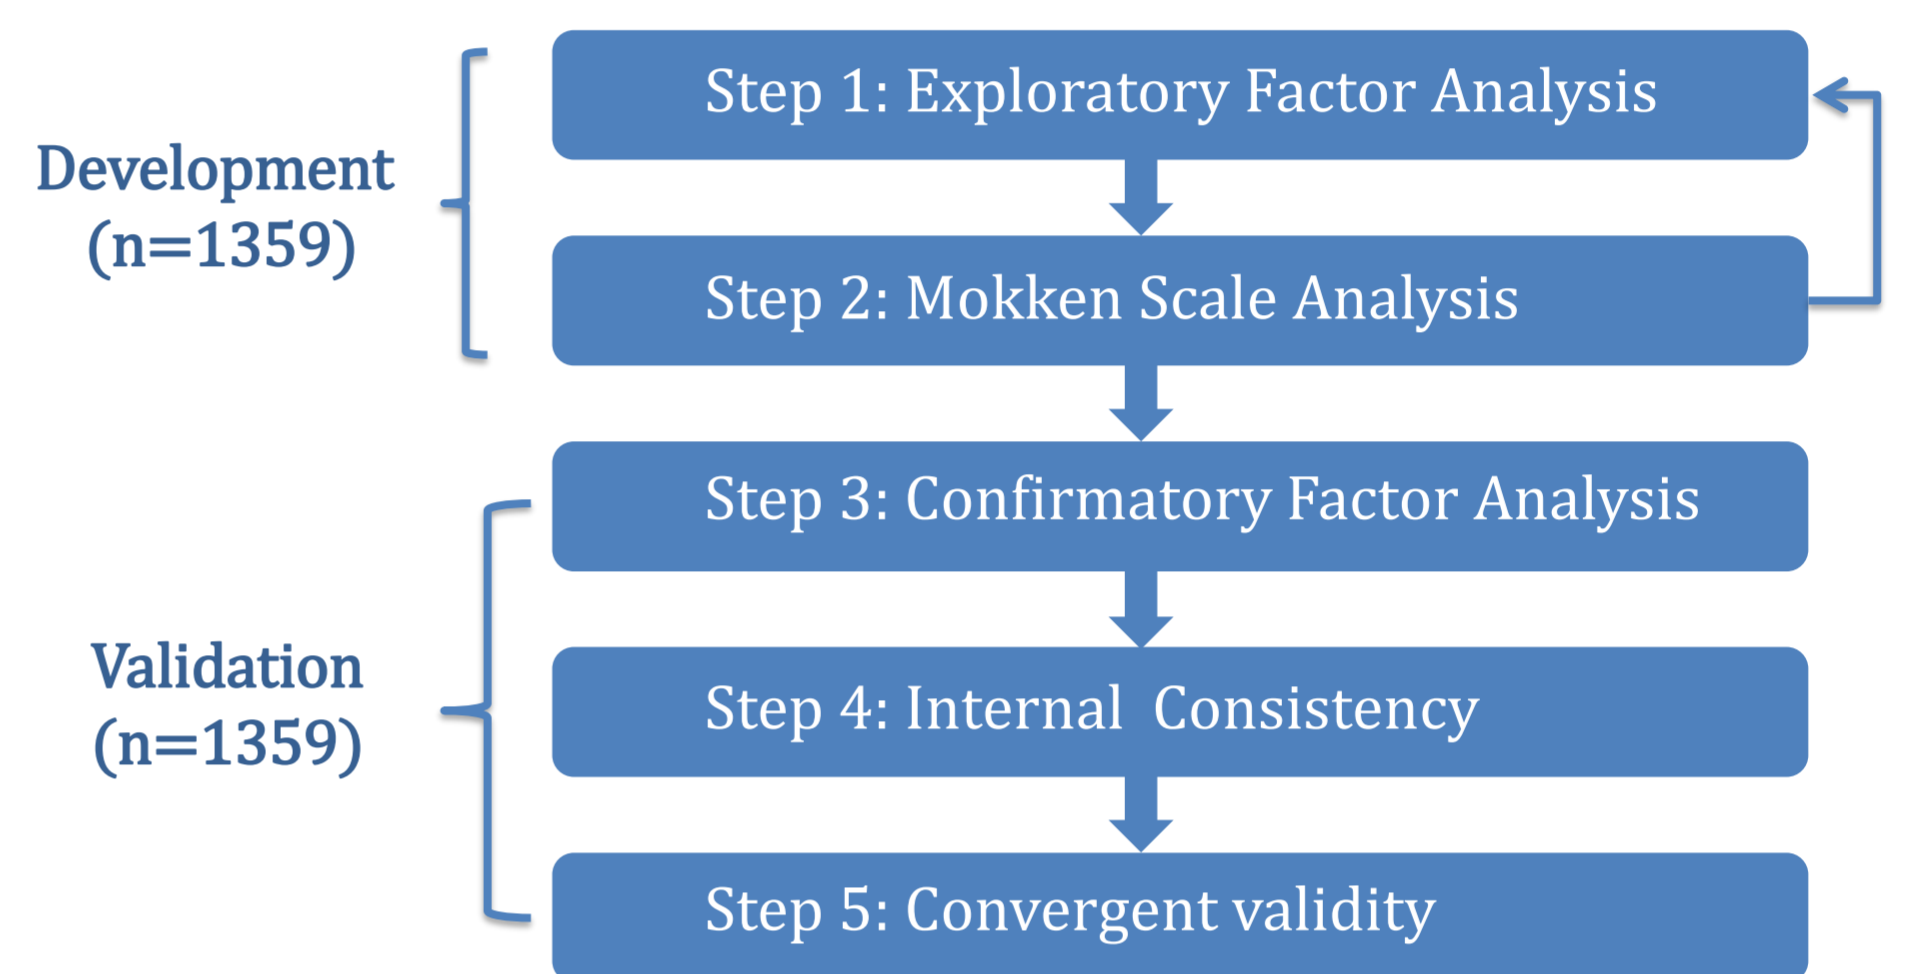 Step 1: Exploratory Factor Analysis
Development
(n=1359)
Step 2: Mokken Scale Analysis
Step 3: Confirmatory Factor Analysis
Validation
(n=1359)
Step 4: Internal  Consistency
Step 5: Convergent validity